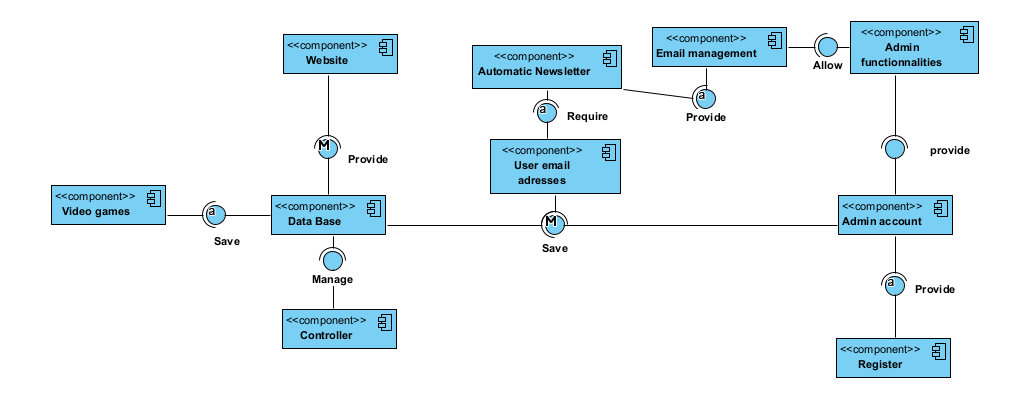 <<component>>
Website
<<component>>
Automatic Newsletter
<<component>>
Email management
Allow
<<component>>
Admin
functionnalities
a
Provide
a
Require
M
Provide
<<component>>
User email
adresses
provide
<<component>>
Video games
a
Save
<<component>>
Data Base
M
Save
<<component>>
Admin account
Manage
a
Provide
<<component>>
Controller
<<component>>
Register